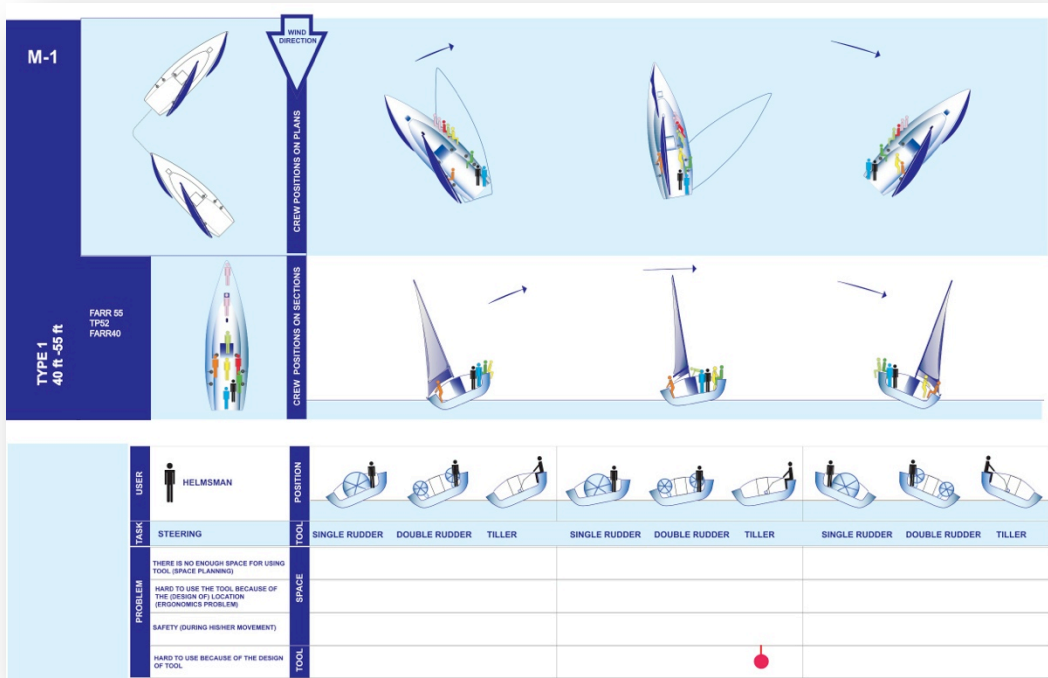 M-1
WIND
DIRECTION
CREW POSITIONS ON PLANS
TYPE 1
40 ft -55 ft
FARR 55
TP52
FARR40
CREW POSITIONS ON SECTIONS
USER
HELMSMAN
POSITION
TASK
STEERING
TOOL
SINGLE RUDDER
DOUBLE RUDDER
TILLER
SINGLE RUDDER
DOUBLE RUDDER
TILLER
SINGLE RUDDER
DOUBLE RUDDER
TILLER
PROBLEM
THERE IS NO ENOUGH SPACE FOR USING
TOOL (SPACE PLANNING)
HARD TO USE THE TOOL BECAUSE OF
THE (DESIGN OF) LOCATION
(ERGONOMICS PROBLEM)
SPACE
SAFETY (DURING HIS/HER MOVEMENT)
HARD TO USE BECAUSE OF THE DESIGN
OF TOOL
TOOL